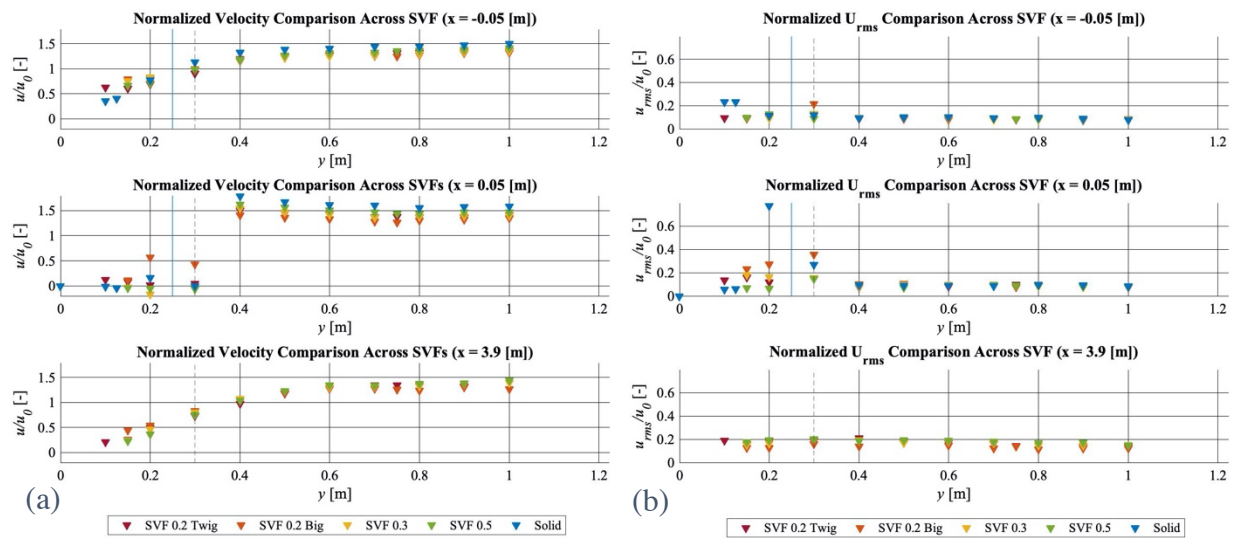 Normalized Velocity Comparison Across SVF (x = -0.05 [m])
1.5
1
0.5
0
u/u0 [-]
0 0.2 0.4 0.6 0.8 1 1.2
y [m]
Normalized Velocity Comparison Across SVFs (x = 0.05 [m])
1.5
1
0.5
0
u/u0 [-]
0 0.2 0.4 0.6 0.8 1 1.2
y [m]
Normalized Velocity Comparison Across SVFs (x = 3.9 [m])
1.5
1
0.5
0
u/u0 [-]
0 0.2 0.4 0.6 0.8 1 1.2
y [m]
(a)
SVF 0.2 Twig SVF 0.2 Big SVF 0.3 SVF 0.5 Solid
Normalized Urms Comparison Across SVF (x = -0.05 [m])
0.6
0.4
0.2
0
urms/u0 [-]
0 0.2 0.4 0.6 0.8 1 1.2
y [m]
Normalized Urms Comparison Across SVF (x = 0.05 [m])
0.6
0.4
0.2
0
urms/u0 [-]
0 0.2 0.4 0.6 0.8 1 1.2
y [m]
Normalized Urms Comparison Across SVF (x = 3.9 [m])
0.6
0.4
0.2
0
urms/u0 [-]
0 0.2 0.4 0.6 0.8 1 1.2
y [m]
(b)
SVF 0.2 Twig SVF 0.2 Big SVF 0.3 SVF 0.5 Solid